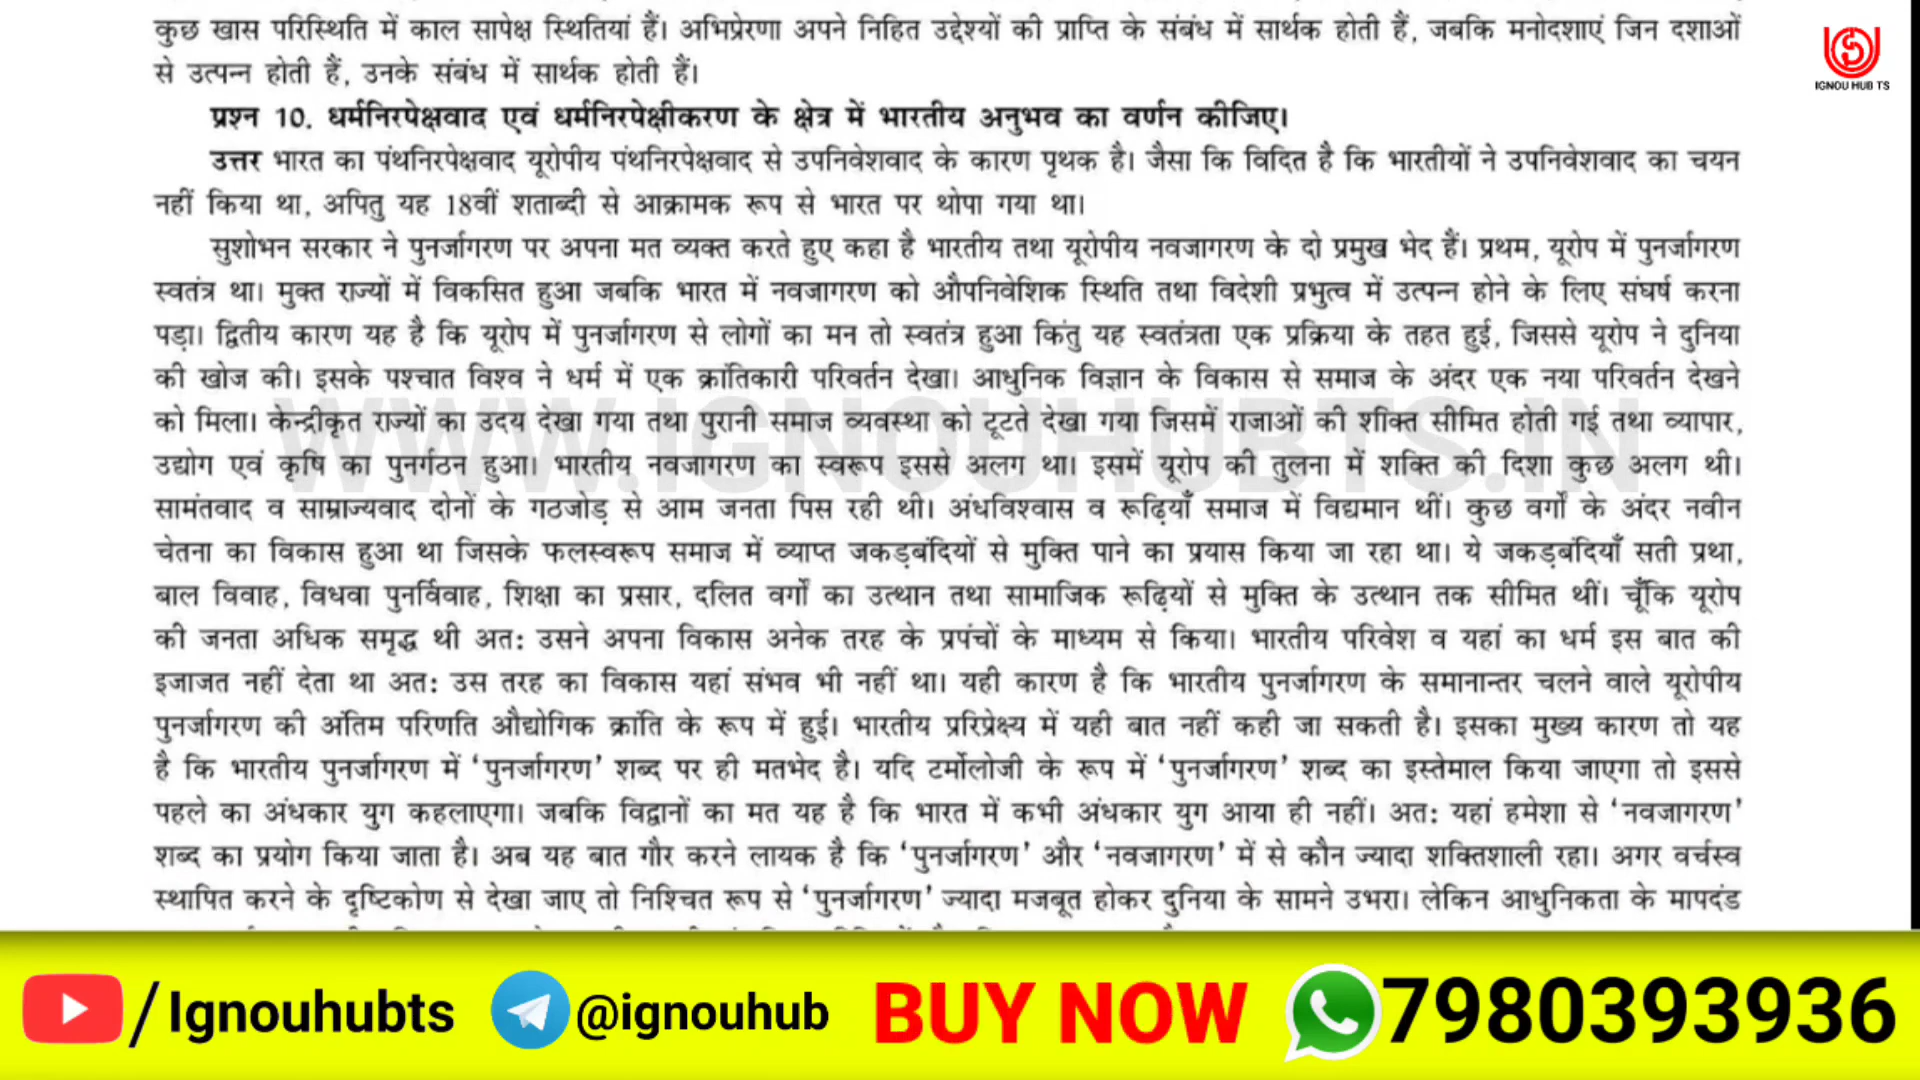 कुछ खास परिस्थिति में काल सापेक्ष स्थितियां हैं। अभिप्रेरणा अपने निहित उद्देश्यों की प्राप्ति के संबंध में सार्थक होती हैं, जबकि मनोदशाएं जिन दशाओं
से उत्पन्न होती हैं, उनके संबंध में सार्थक होती हैं।
IGNOU HUB TS
प्रश्न 10. धर्मनिरपेक्षवाद एवं धर्मनिरपेक्षीकरण के क्षेत्र में भारतीय अनुभव का वर्णन कीजिए।
उत्तर भारत का पंथनिरपेक्षवाद यूरोपीय पंथनिरपेक्षवाद से उपनिवेशवाद के कारण पृथक है। जैसा कि विदित है कि भारतीयों ने उपनिवेशवाद का चयन
नहीं किया था, अपितु यह 18वीं शताब्दी से आक्रामक रूप से भारत पर थोपा गया था।
सुशोभन सरकार ने पुनर्जागरण पर अपना मत व्यक्त करते हुए कहा है भारतीय तथा यूरोपीय नवजागरण के दो प्रमुख भेद हैं। प्रथम, यूरोप में पुनर्जागरण
स्वतंत्र था। मुक्त राज्यों में विकसित हुआ जबकि भारत में नवजागरण को औपनिवेशिक स्थिति तथा विदेशी प्रभुत्व में उत्पन्न होने के लिए संघर्ष करना
पड़ा। द्वितीय कारण यह है कि यूरोप में पुनर्जागरण से लोगों का मन तो स्वतंत्र हुआ किंतु यह स्वतंत्रता एक प्रक्रिया के तहत हुई, जिससे यूरोप ने दुनिया
की खोज की। इसके पश्चात विश्व ने धर्म में एक क्रांतिकारी परिवर्तन देखा। आधुनिक विज्ञान के विकास से समाज के अंदर एक नया परिवर्तन देखने
को मिला। केन्द्रीकृत राज्यों का उदय देखा गया तथा पुरानी समाज व्यवस्था को टूटते देखा गया जिसमें राजाओं की शीक्त सीमित होती गई तथा व्यापार,
WWW.IGNOUHUBTS.IN
उद्योग एवं कृषि का पुनर्गठन हुआ। भारतीय नवजागरण का स्वरूप इससे अलग था। इसमें यूरोप की तुलना में शक्ति की दिशा कुछ अलग थी।
सामंतवाद व साम्राज्यवाद दोनों के गठजोड़ से आम जनता पिस रही थी। अंधविश्वास व रूढ़ियाँ समाज में विद्यमान थीं। कुछ वर्गों के अंदर नवीन
चेतना का विकास हुआ था जिसके फलस्वरूप समाज में व्याप्त जकड़बंदियों से मुक्ति पाने का प्रयास किया जा रहा था। ये जकड़बंदियाँ सती प्रथा,
बाल विवाह, विधवा पुनर्विवाह, शिक्षा का प्रसार, दलित वर्गों का उत्थान तथा सामाजिक रूढ़ियों से मुक्ति के उत्थान तक सीमित थीं। चूँकि यूरोप
की जनता अधिक समृद्ध थी अतः उसने अपना विकास अनेक तरह के प्रपंचों के माध्यम से किया। भारतीय परिवेश व यहां का धर्म इस बात की
इजाजत नहीं देता था अतः उस तरह का विकास यहां संभव भी नहीं था। यही कारण है कि भारतीय पुनर्जागरण के समानान्तर चलने वाले यूरोपीय
पुनर्जागरण की अंतिम परिणति औद्योगिक क्रांति के रूप में हुई। भारतीय प्ररिप्रेक्ष्य में यही बात नहीं कही जा सकती है। इसका मुख्य कारण तो यह
है कि भारतीय पुनर्जागरण में ‘पुनर्जागरण’ शब्द पर ही मतभेद है। यदि टर्मोलोजी के रूप में ‘पुनर्जागरण’ शब्द का इस्तेमाल किया जाएगा तो इससे
पहले का अंधकार युग कहलाएगा। जबकि विद्वानों का मत यह है कि भारत में कभी अंधकार युग आया ही नहीं। अतः यहां हमेशा से ‘नवजागरण’
शब्द का प्रयोग किया जाता है। अब यह बात गौर करने लायक है कि ‘पुनर्जागरण’ और ‘नवजागरण’ में से कौन ज्यादा शक्तिशाली रहा। अगर वर्चस्व
स्थापित करने के दृष्टिकोण से देखा जाए तो निश्चित रूप से ‘पुनर्जागरण’ ज्यादा मजबूत होकर दुनिया के सामने उभरा। लेकिन आधुनिकता के मापदंड
/Ignouhubts @ignouhub BUY NOW 7980393936